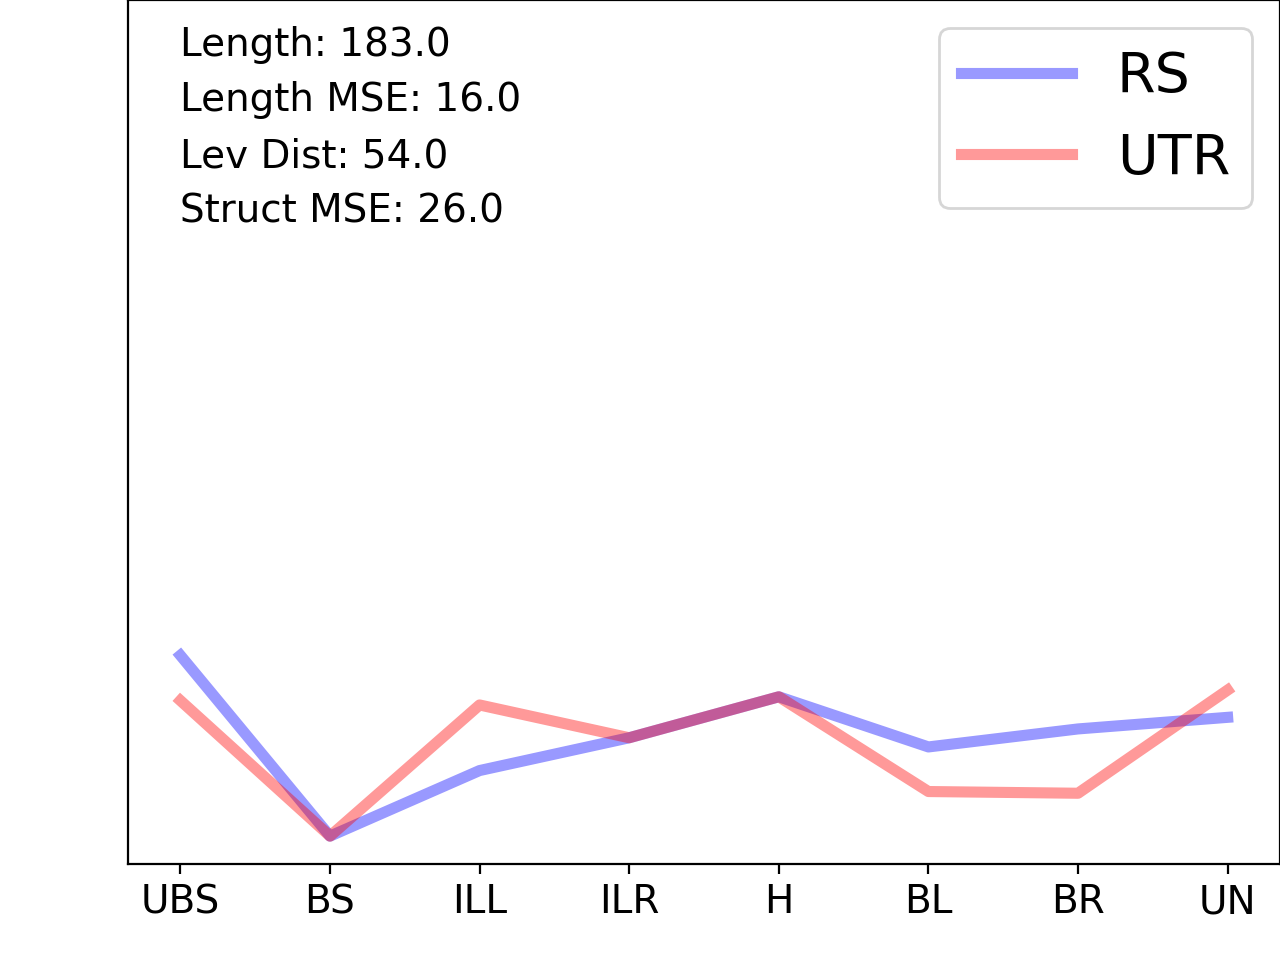 Length: 183.0
Length MSE: 16.0
Lev Dist: 54.0
Struct MSE: 26.0
RS
UTR
UBS BS ILL ILR H BL BR UN